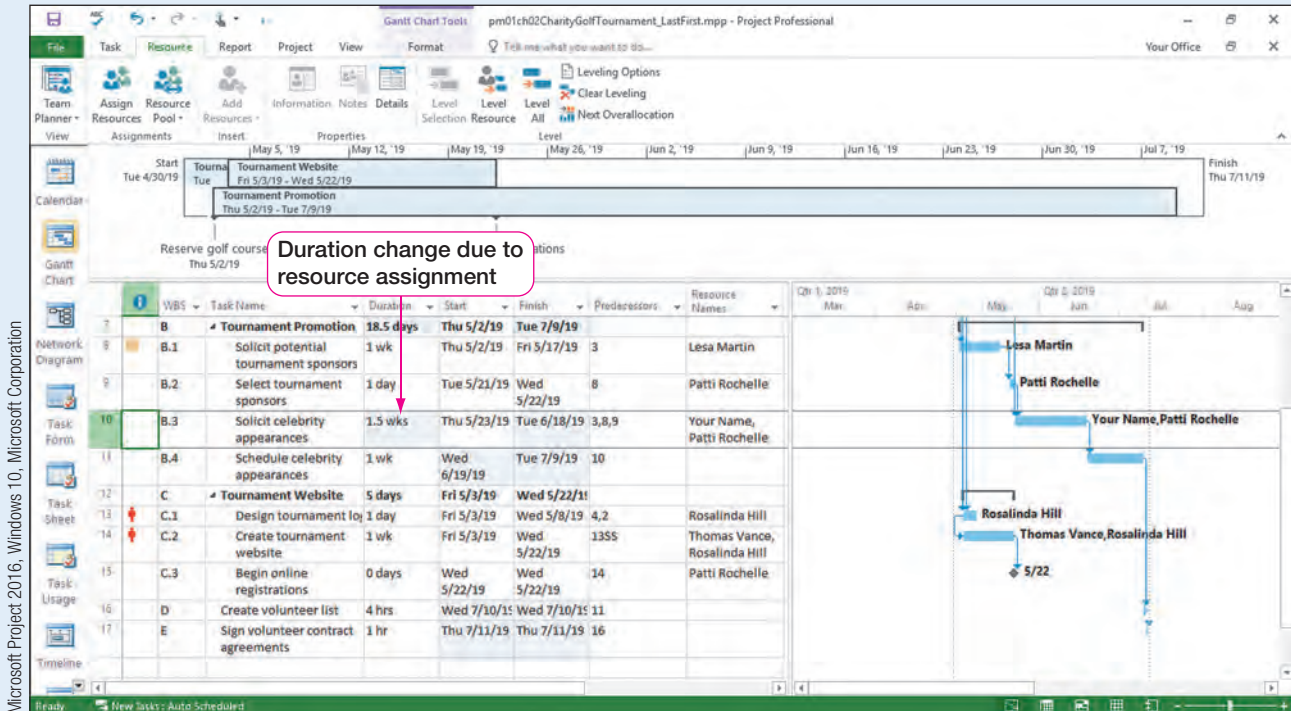 Gantt Chart Tools pm01ch02CharityGolfTournament_LastFirst.mpp - Project Professional
File Task Resource Report Project View Format Tell me what you want to do... Your Office
Team Planner
Assign Resources
Resource Pool
Add Resources
Information
Notes
Details
Level Selection
Level Resource
Level All
Leveling Options
Clear Leveling
Next Overallocation
View Assignments Insert Properties Level
May 5, '19 May 12, '19 May 19, '19 May 26, '19 Jun 2, '19 Jun 9, '19 Jun 16, '19 Jun 23, '19 Jun 30, '19 Jul 7, '19
Start
Tue 4/30/19
Tourna
Tue
Tournament Website
Fri 5/3/19 - Wed 5/22/19
Tournament Promotion
Thu 5/2/19 - Tue 7/9/19
Finish
Thu 7/11/19
Reserve golf course
Thu 5/2/19
ations
Duration change due to
resource assignment
Calendar
Gantt Chart
Network Diagram
Task Form
Task Sheet
Task Usage
Timeline
WBS Task Name Duration Start Finish Predecessors Resource Names
7 B Tournament Promotion 18.5 days Thu 5/2/19 Tue 7/9/19
8 B.1 Solicit potential tournament sponsors 1 wk Thu 5/2/19 Fri 5/17/19 3 Lesa Martin
9 B.2 Select tournament sponsors 1 day Tue 5/21/19 Wed 5/22/19 8 Patti Rochelle
10 B.3 Solicit celebrity appearances 1.5 wks Thu 5/23/19 Tue 6/18/19 3,8,9 Your Name, Patti Rochelle
11 B.4 Schedule celebrity appearances 1 wk Wed 6/19/19 Tue 7/9/19 10
12 C Tournament Website 5 days Fri 5/3/19 Wed 5/22/19
13 C.1 Design tournament log 1 day Fri 5/3/19 Wed 5/8/19 4,2 Rosalinda Hill
14 C.2 Create tournament website 1 wk Fri 5/3/19 Wed 5/22/19 13SS Thomas Vance, Rosalinda Hill
15 C.3 Begin online registrations 0 days Wed 5/22/19 Wed 5/22/19 14 Patti Rochelle
16 D Create volunteer list 4 hrs Wed 7/10/19 Wed 7/10/19 11
17 E Sign volunteer contract agreements 1 hr Thu 7/11/19 Thu 7/11/19 16
Qtr 1, 2019 Qtr 2, 2019
Mar Apr May Jun Jul Aug
Lesa Martin
Patti Rochelle
Your Name,Patti Rochelle
Rosalinda Hill
Thomas Vance,Rosalinda Hill
5/22
Ready New Tasks : Auto Scheduled
Microsoft Project 2016, Windows 10, Microsoft Corporation